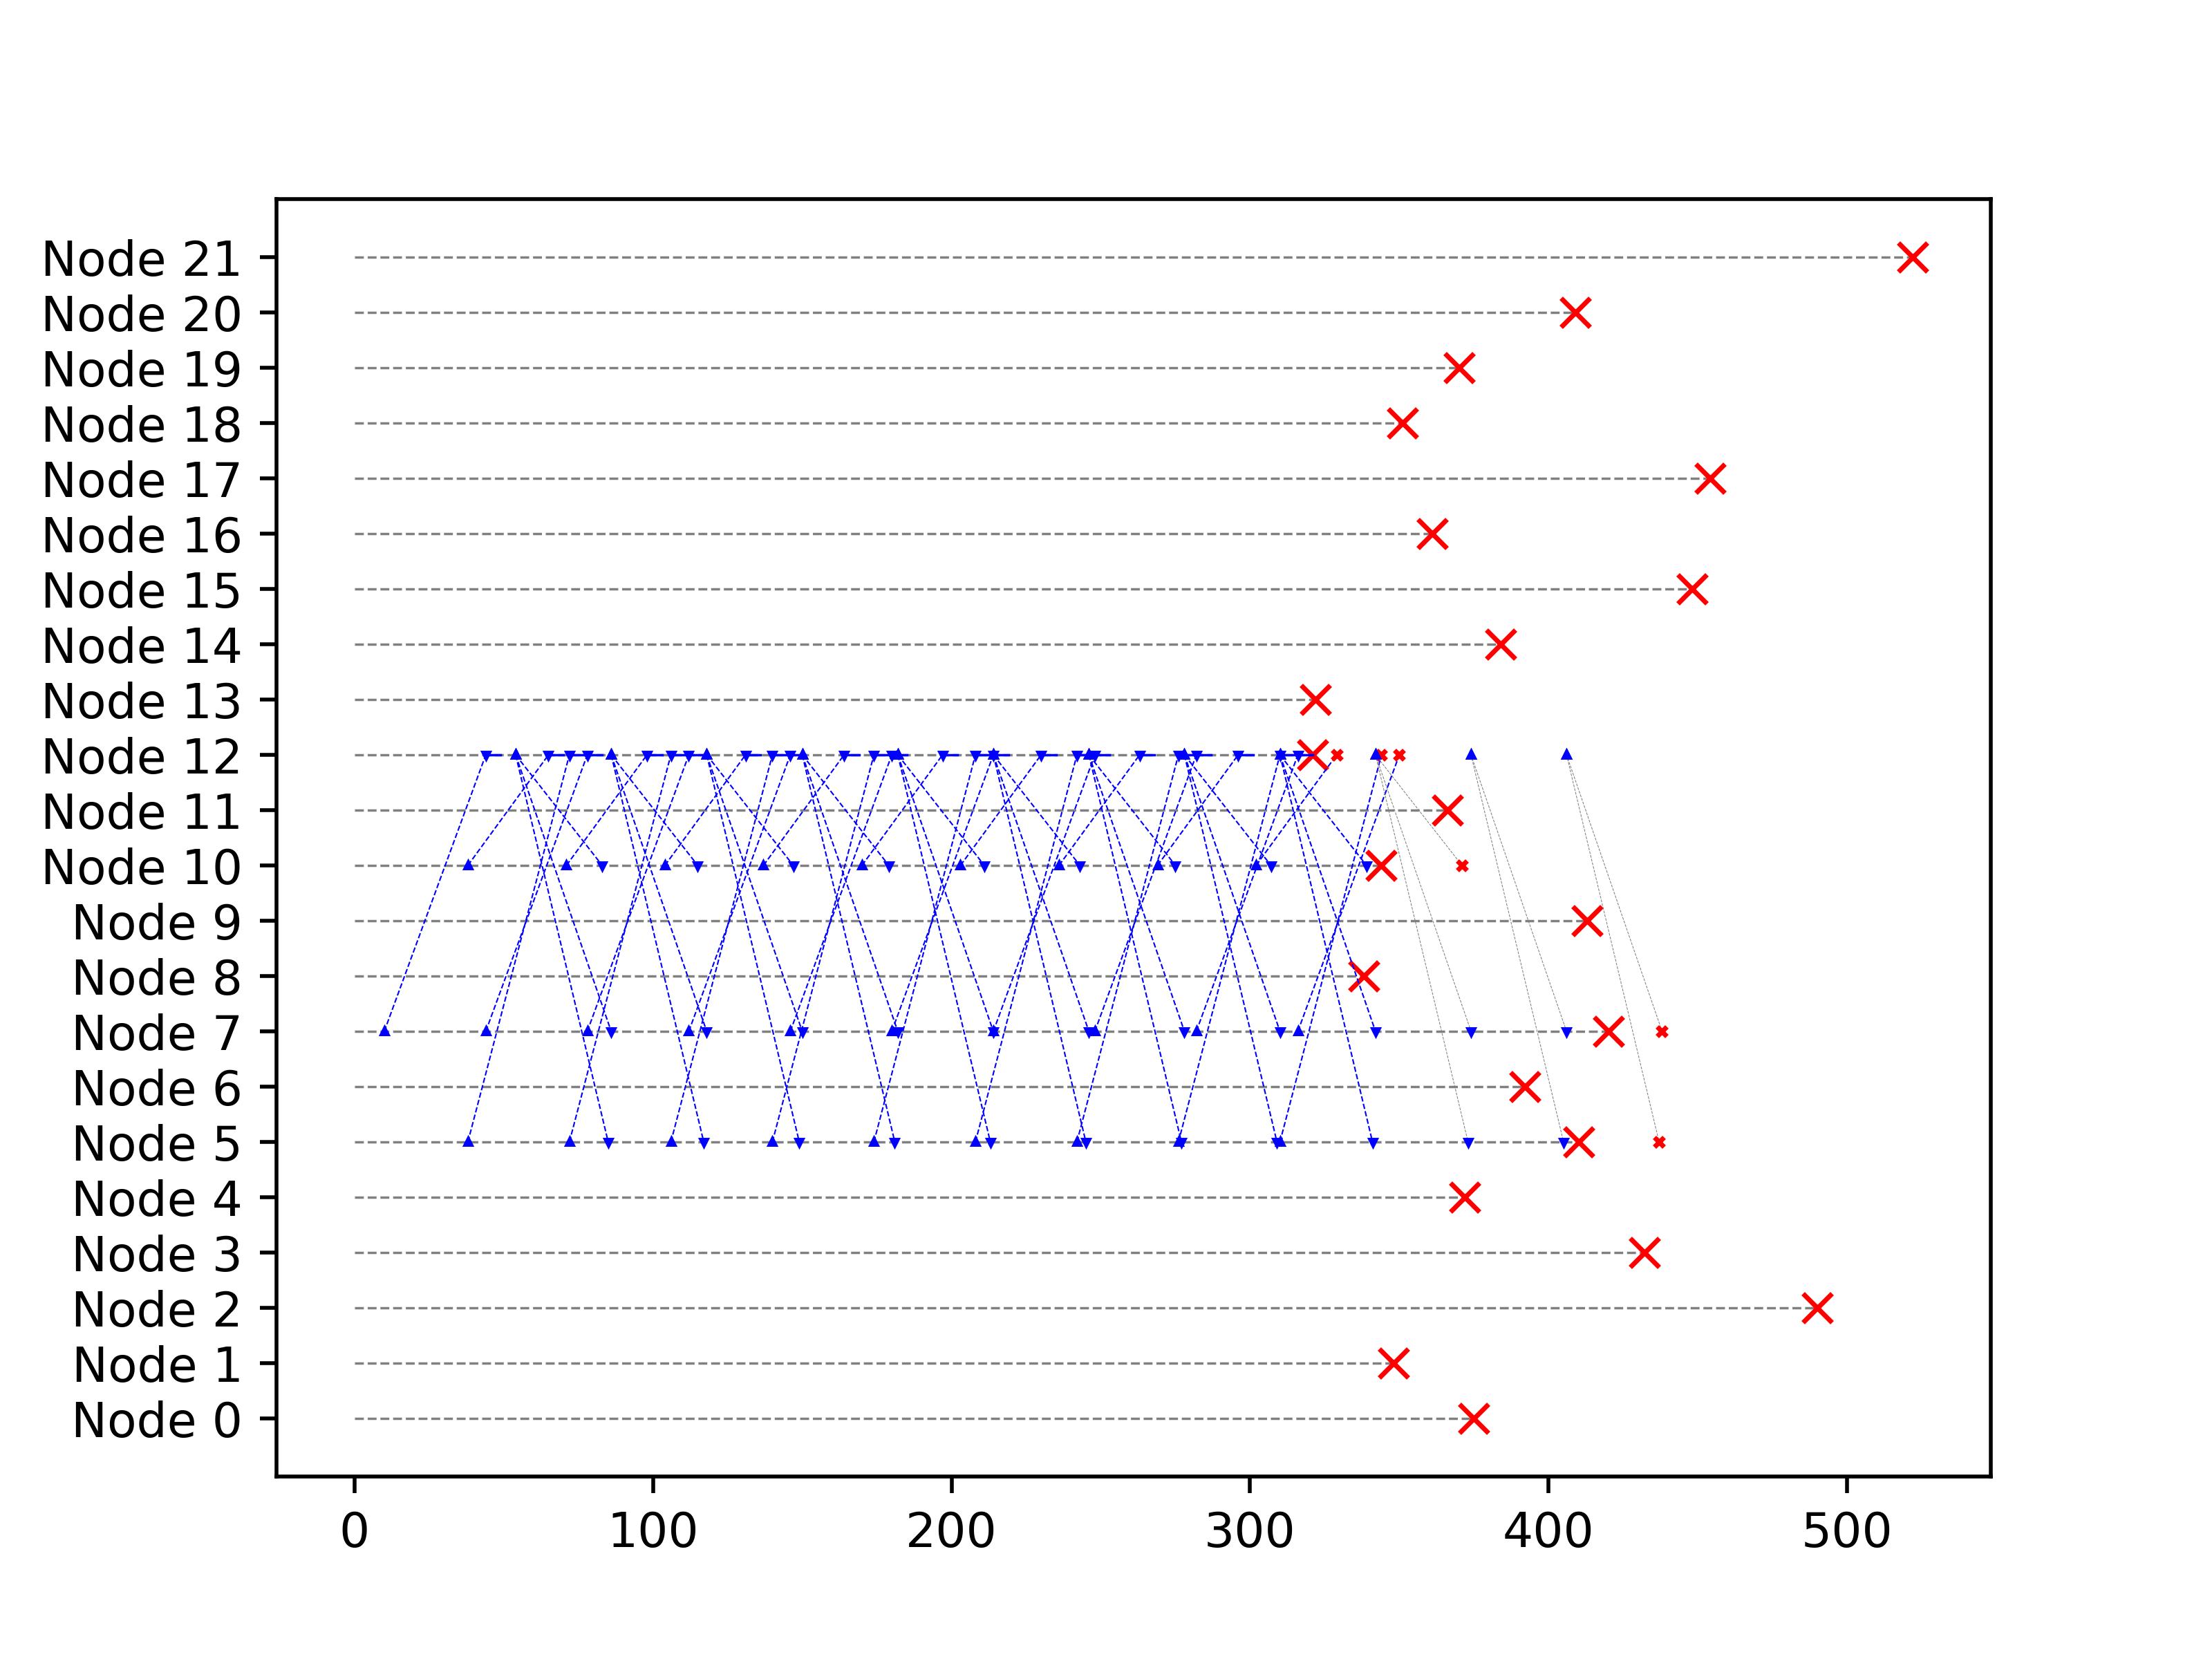 Node 21
Node 20
Node 19
Node 18
Node 17
Node 16
Node 15
Node 14
Node 13
Node 12
Node 11
Node 10
Node 9
Node 8
Node 7
Node 6
Node 5
Node 4
Node 3
Node 2
Node 1
Node 0
0 100 200 300 400 500